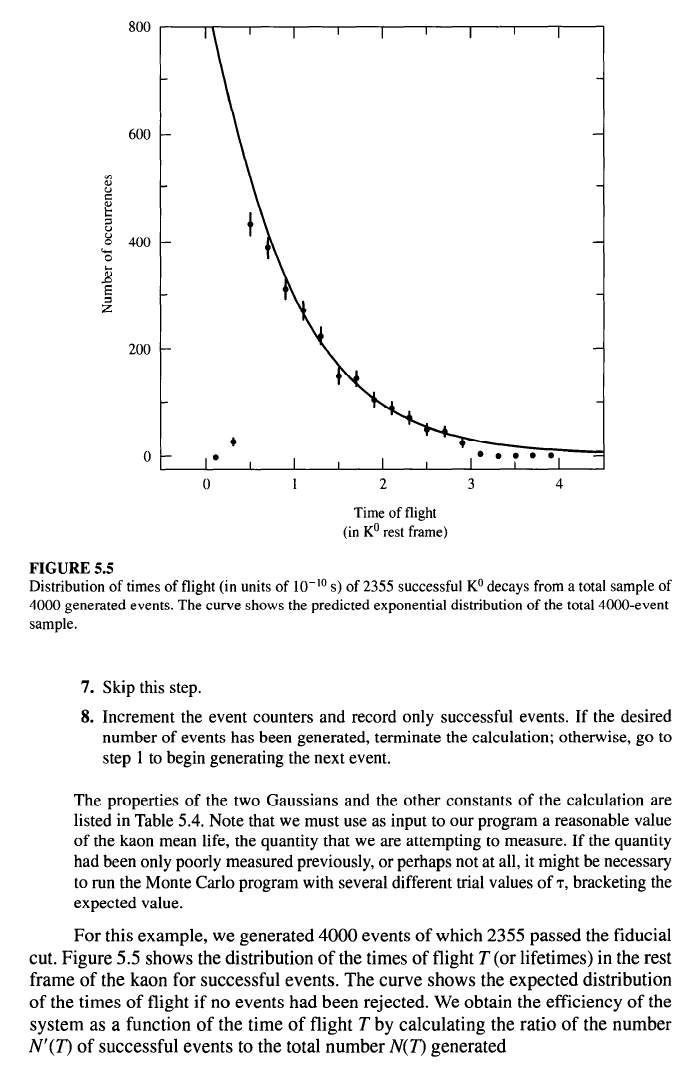 800
600
400
200
0
Number of occurrences
0 1 2 3 4
Time of flight
(in K⁰ rest frame)
FIGURE 5.5
Distribution of times of flight (in units of 10⁻¹⁰ s) of 2355 successful K⁰ decays from a total sample of
4000 generated events. The curve shows the predicted exponential distribution of the total 4000-event
sample.
7. Skip this step.
8. Increment the event counters and record only successful events. If the desired
number of events has been generated, terminate the calculation; otherwise, go to
step 1 to begin generating the next event.
The properties of the two Gaussians and the other constants of the calculation are
listed in Table 5.4. Note that we must use as input to our program a reasonable value
of the kaon mean life, the quantity that we are attempting to measure. If the quantity
had been only poorly measured previously, or perhaps not at all, it might be necessary
to run the Monte Carlo program with several different trial values of τ, bracketing the
expected value.
For this example, we generated 4000 events of which 2355 passed the fiducial
cut. Figure 5.5 shows the distribution of the times of flight T (or lifetimes) in the rest
frame of the kaon for successful events. The curve shows the expected distribution
of the times of flight if no events had been rejected. We obtain the efficiency of the
system as a function of the time of flight T by calculating the ratio of the number
N′(T) of successful events to the total number N(T) generated